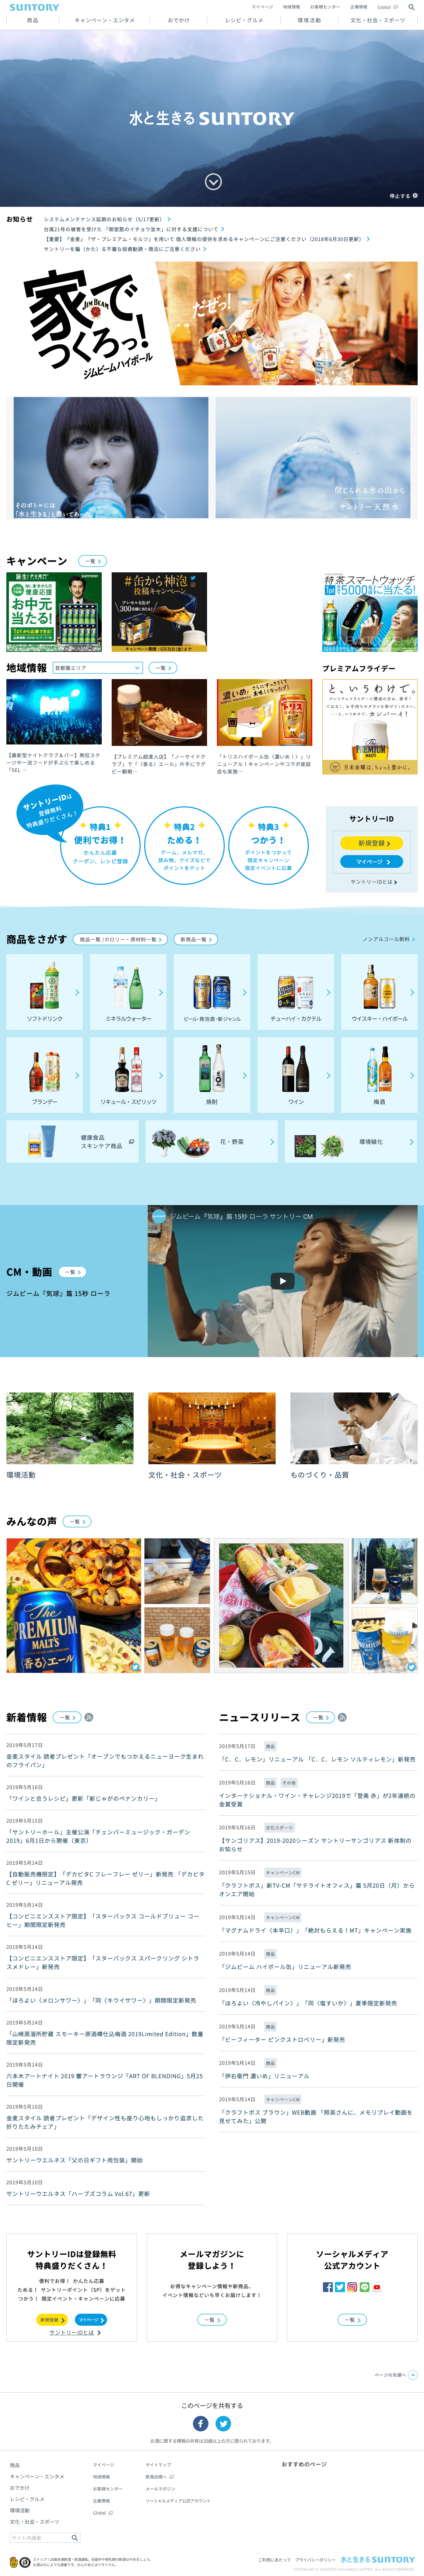 SUNTORY
マイページ 地域情報 お客様センター 企業情報 Global
商品 キャンペーン・エンタメ おでかけ レシピ・グルメ 環境活動 文化・社会・スポーツ
水と生きる SUNTORY
停止する
お知らせ
システムメンテナンス延期のお知らせ（5/17更新）
台風21号の被害を受けた 「御堂筋のイチョウ並木」に対する支援について
【重要】『金麦』『ザ・プレミアム・モルツ』を用いて 個人情報の提供を求めるキャンペーンにご注意ください（2018年6月30日更新）
サントリーを騙（かた）る不審な投資勧誘・商法にご注意ください
家で
JIM BEAM
つくろっ!
ジムビームハイボール
だぜっ!
そのボトルには
「水と生きる」と書いてあった。
信じられる水の山から
サントリー天然水
キャンペーン
一覧
健康応援
お中元
当たる!
#缶から神泡
投稿キャンペーン
特茶スマートウォッチ
地域情報
首都圏エリア
一覧
プレミアムフライデー
と、いうわけで。
月末金曜は、ちょっと豊かに。
【最新型ナイトクラブ＆バー】熱狂ステージや一流フードが手ぶらで楽しめる「SEL …
【プレミアム超達人店】「ノーサイドクラブ」で「〈香る〉エール」片手にラグビー観戦…
「トリスハイボール缶〈濃いめ！〉」リニューアル！キャンペーンやコラボ座談会も実施…
サントリーIDは
登録無料
特典盛りだくさん！
特典1
便利でお得！
かんたん応募
クーポン、レシピ登録
特典2
ためる！
ゲーム、メルマガ、
読み物、クイズなどで
ポイントをゲット
特典3
つかう！
ポイントをつかって
限定キャンペーン
限定イベントに応募
サントリーID
新規登録
マイページ
サントリーIDとは
商品をさがす
商品一覧 / カロリー・原材料一覧
新商品一覧
ノンアルコール飲料
ソフトドリンク
ミネラルウォーター
ビール･発泡酒･新ジャンル
チューハイ・カクテル
ウイスキー・ハイボール
ブランデー
リキュール・スピリッツ
焼酎
ワイン
梅酒
健康食品
スキンケア商品
花・野菜
環境緑化
CM・動画
一覧
ジムビーム『気球』篇 15秒 ローラ
ジムビーム『気球』篇 15秒 ローラ サントリー CM
環境活動
文化・社会・スポーツ
ものづくり・品質
みんなの声
一覧
The PREMIUM
MALT'S
〈香る〉エール
新着情報
一覧
2019年5月17日
金麦スタイル 読者プレゼント「オーブンでもつかえるニューヨーク生まれのフライパン」
2019年5月16日
「ワインと合うレシピ」更新「新じゃがのペナンカリー」
2019年5月15日
「サントリーホール」主催公演「チェンバーミュージック・ガーデン2019」6月1日から開催（東京）
2019年5月14日
【自動販売機限定】「デカビタC フレーフレー ゼリー」新発売 「デカビタC ゼリー」リニューアル発売
2019年5月14日
【コンビニエンスストア限定】「スターバックス コールドブリュー コーヒー」期間限定新発売
2019年5月14日
【コンビニエンスストア限定】「スターバックス スパークリング シトラスメドレー」新発売
2019年5月14日
「ほろよい〈メロンサワー〉」「同〈キウイサワー〉」期間限定新発売
2019年5月14日
「山崎蒸溜所貯蔵 スモーキー原酒樽仕込梅酒 2019Limited Edition」数量限定新発売
2019年5月14日
六本木アートナイト 2019 響アートラウンジ「ART OF BLENDING」5月25日開催
2019年5月10日
金麦スタイル 読者プレゼント「デザイン性も座り心地もしっかり追求した折りたたみチェア」
2019年5月10日
サントリーウエルネス「父の日ギフト用包装」開始
2019年5月10日
サントリーウエルネス「ハーブズコラム Vol.67」更新
ニュースリリース
一覧
2019年5月17日 商品
「C．C．レモン」リニューアル 「C．C．レモン ソルティレモン」新発売
2019年5月16日 商品 その他
インターナショナル・ワイン・チャレンジ2019で「登美 赤」が2年連続の金賞受賞
2019年5月16日 文化スポーツ
【サンゴリアス】2019-2020シーズン サントリーサンゴリアス 新体制のお知らせ
2019年5月15日 キャンペーンCM
「クラフトボス」新TV-CM「サテライトオフィス」篇 5月20日（月）からオンエア開始
2019年5月14日 キャンペーンCM
「マグナムドライ〈本辛口〉」「絶対もらえる！MT」キャンペーン実施
2019年5月14日 商品
「ジムビーム ハイボール缶」リニューアル新発売
2019年5月14日 商品
「ほろよい〈冷やしパイン〉」「同〈塩すいか〉」夏季限定新発売
2019年5月14日 商品
「ビーフィーター ピンクストロベリー」新発売
2019年5月14日 商品
「伊右衛門 濃いめ」リニューアル
2019年5月14日 キャンペーンCM
「クラフトボス ブラウン」WEB動画 「照英さんに、メモリプレイ動画を見せてみた」公開
サントリーIDは登録無料
特典盛りだくさん！
便利でお得！ かんたん応募
ためる！ サントリーポイント（SP）をゲット
つかう！ 限定イベント・キャンペーンに応募
新規登録
マイページ
サントリーIDとは
メールマガジンに
登録しよう！
お得なキャンペーン情報や新商品、
イベント情報などいち早くお届けします！
一覧
ソーシャルメディア
公式アカウント
一覧
ページの先頭へ
このページを共有する
お酒に関する情報の共有は20歳以上の方に限られております。
商品
キャンペーン・エンタメ
おでかけ
レシピ・グルメ
環境活動
文化・社会・スポーツ
マイページ
地域情報
お客様センター
企業情報
Global
サイトマップ
飲食店様へ
メールマガジン
ソーシャルメディア公式アカウント
おすすめのページ
サイト内検索
ご利用にあたって プライバシーポリシー
水と生きる SUNTORY
COPYRIGHT © SUNTORY HOLDINGS LIMITED. ALL RIGHTS RESERVED.